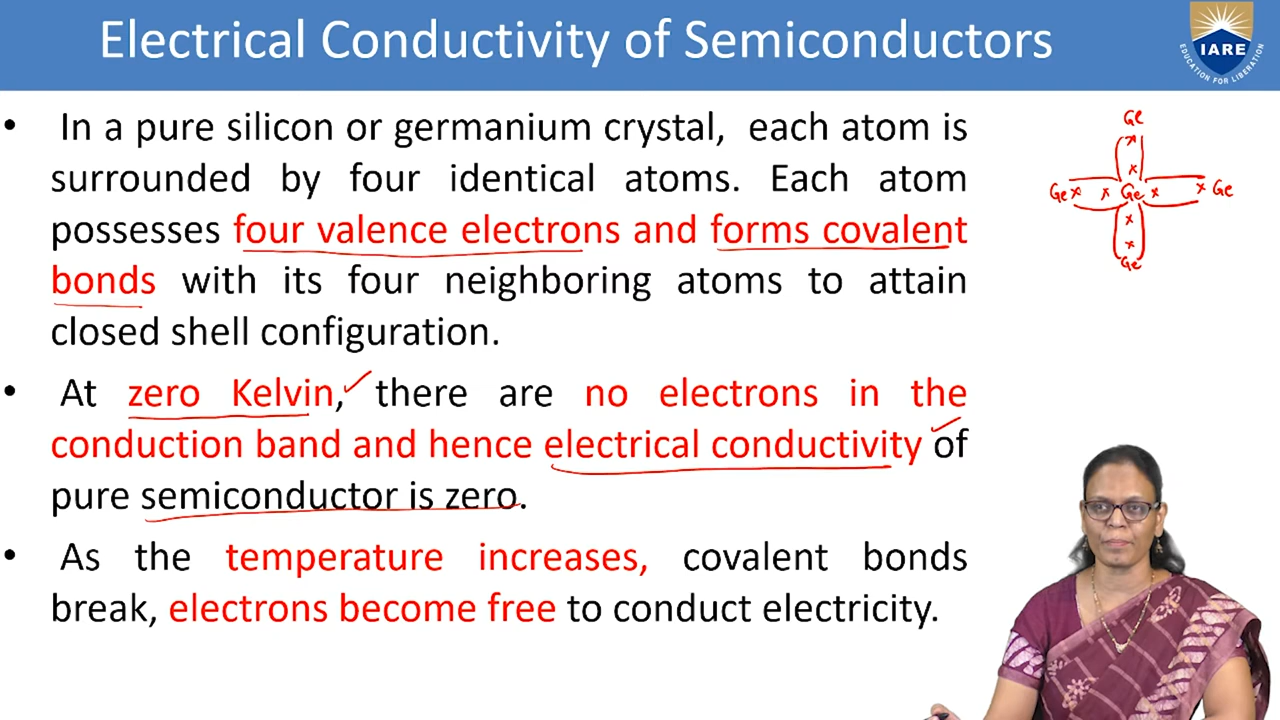 Electrical Conductivity of Semiconductors
IARE
EDUCATION FOR LIBERATION
• In a pure silicon or germanium crystal, each atom is
surrounded by four identical atoms. Each atom
possesses four valence electrons and forms covalent
bonds with its four neighboring atoms to attain
closed shell configuration.
• At zero Kelvin, there are no electrons in the
conduction band and hence electrical conductivity of
pure semiconductor is zero.
• As the temperature increases, covalent bonds
break, electrons become free to conduct electricity.
Ge
Ge Ge Ge
Ge